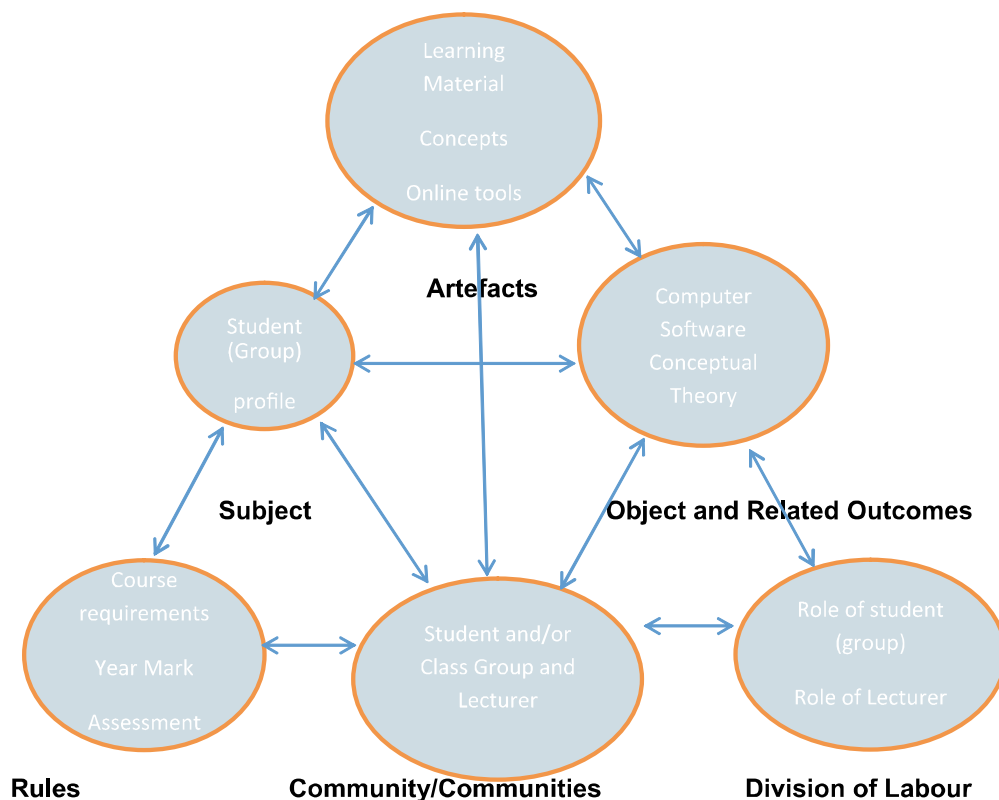 Learning
Material
Concepts
Online tools
Artefacts
Student
(Group)
profile
Computer
Software
Conceptual
Theory
Subject
Object and Related Outcomes
Course
requirements
Year Mark
Assessment
Student and/or
Class Group and
Lecturer
Role of student
(group)
Role of Lecturer
Rules
Community/Communities
Division of Labour